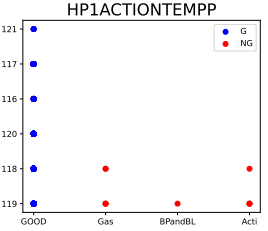 HP1ACTIONTEMPP
G
NG
121
117
116
120
118
119
GOOD
Gas
BPandBL
Acti